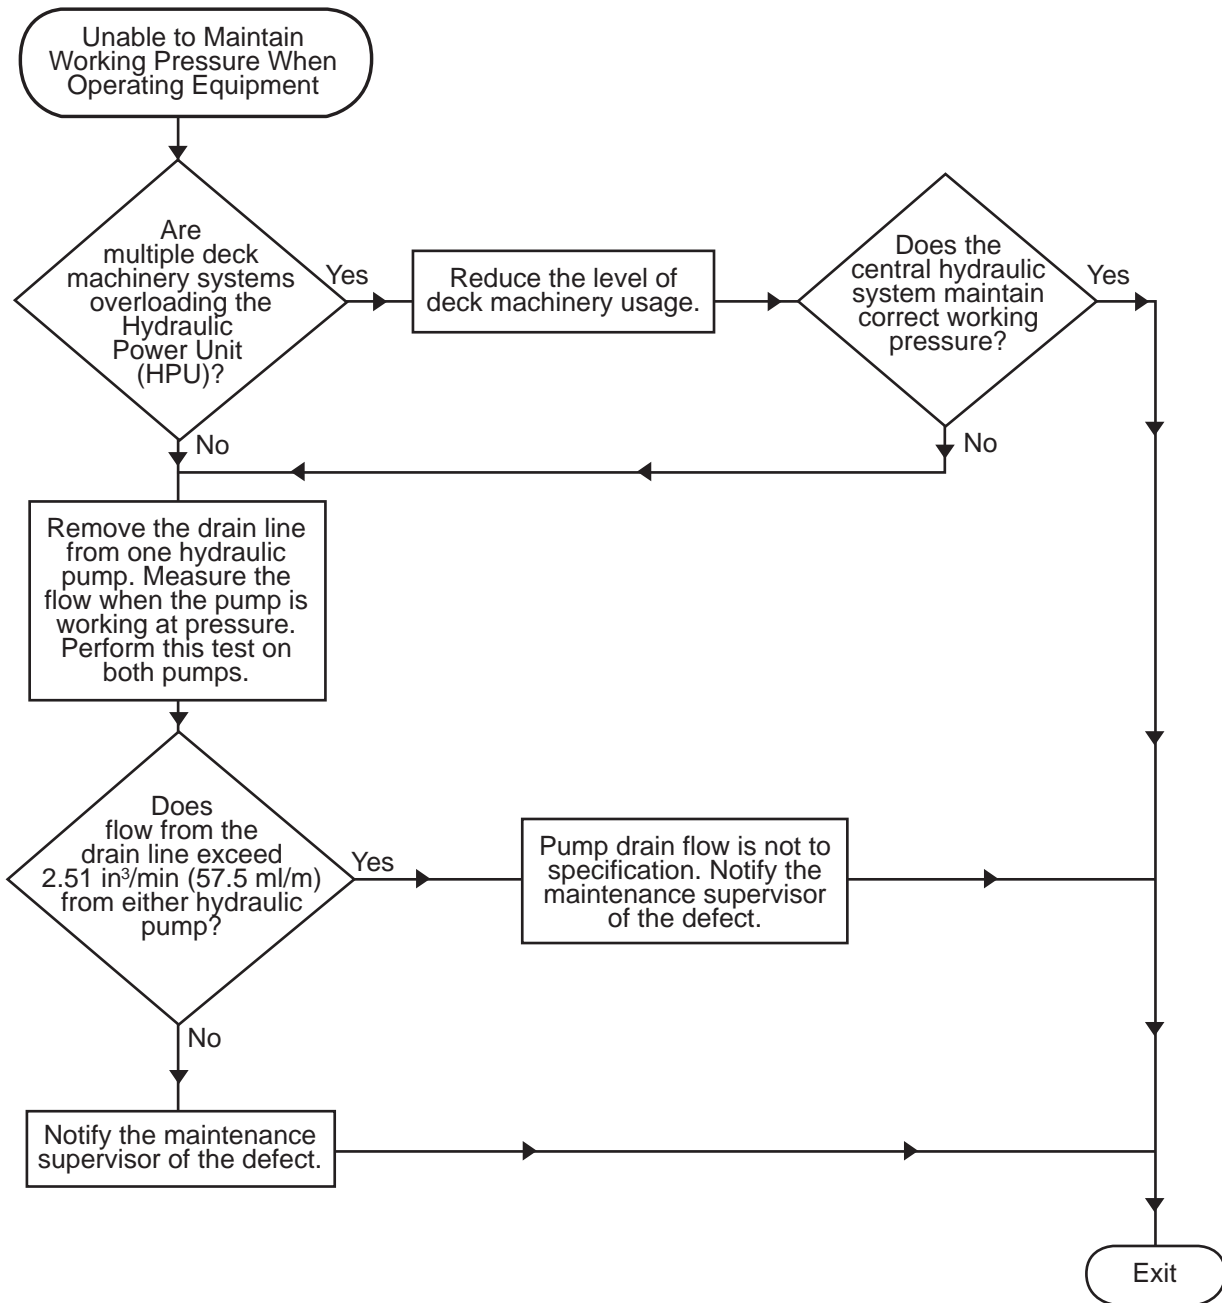 Unable to Maintain
Working Pressure When
Operating Equipment
Are
multiple deck
machinery systems
overloading the
Hydraulic
Power Unit
(HPU)?
Yes
No
Reduce the level of
deck machinery usage.
Does the
central hydraulic
system maintain
correct working
pressure?
Yes
No
Remove the drain line
from one hydraulic
pump. Measure the
flow when the pump is
working at pressure.
Perform this test on
both pumps.
Does
flow from the
drain line exceed
2.51 in³/min (57.5 ml/m)
from either hydraulic
pump?
Yes
No
Pump drain flow is not to
specification. Notify the
maintenance supervisor
of the defect.
Notify the maintenance
supervisor of the defect.
Exit